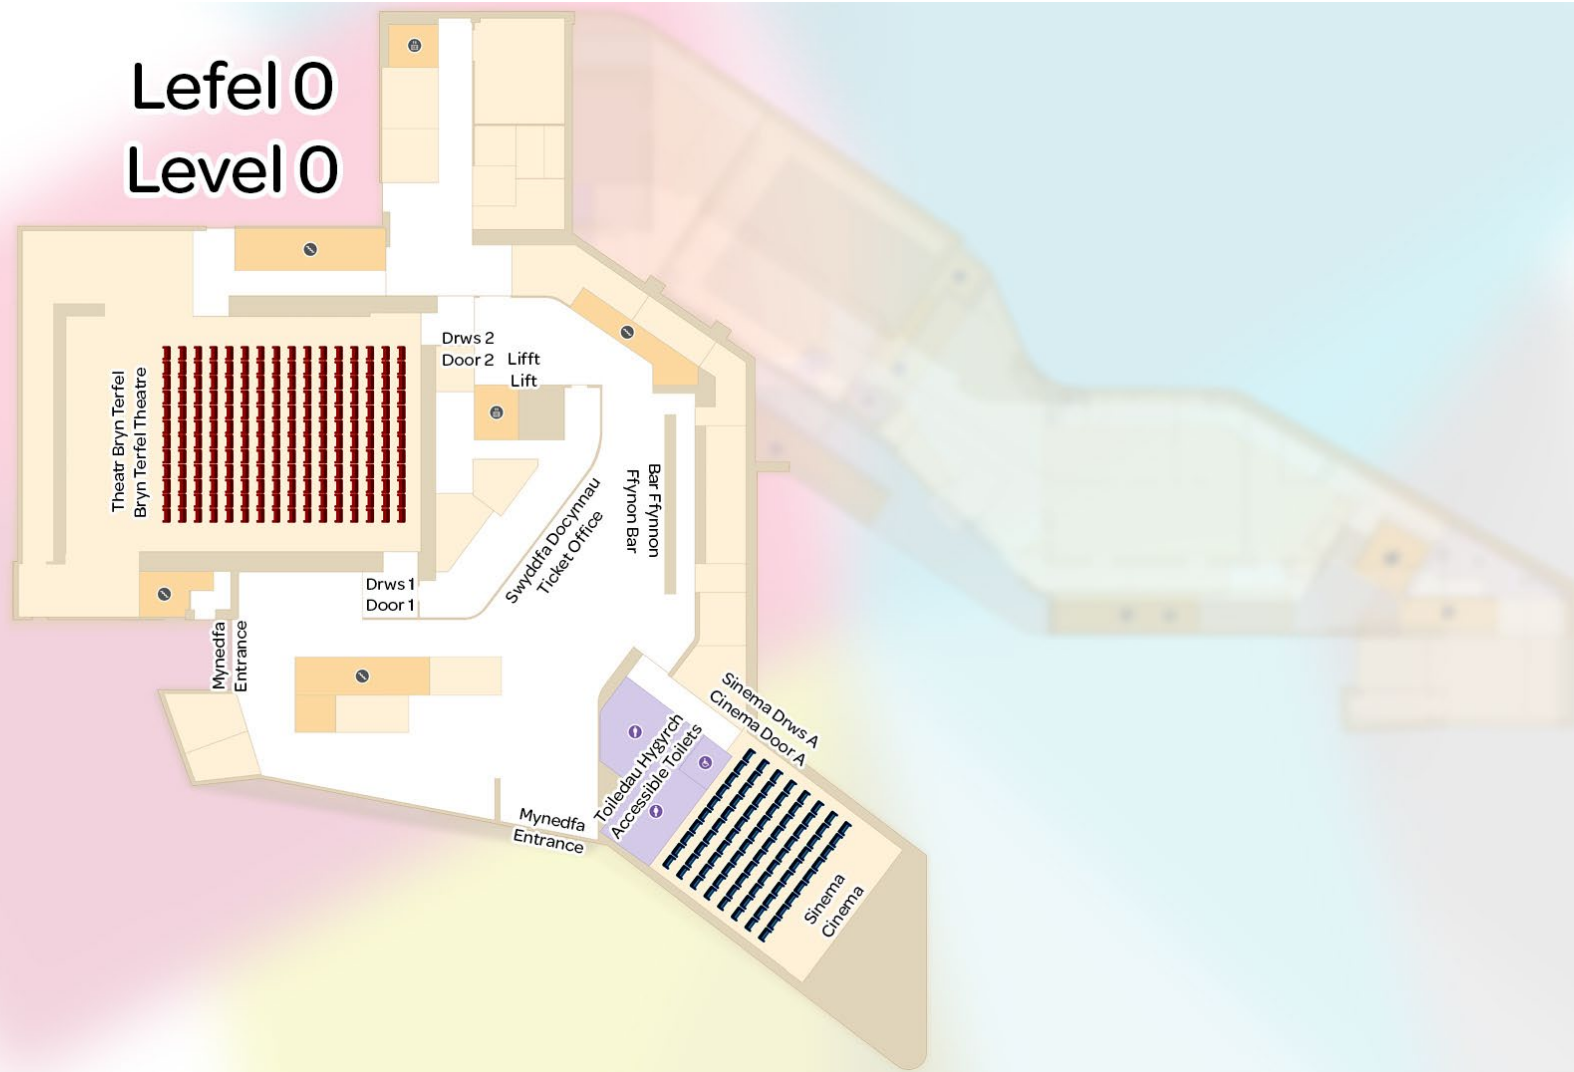 Lefel 0
Level 0
Drws 2
Door 2
Lifft
Lift
Theatr Bryn Terfel
Bryn Terfel Theatre
Bar Ffynnon
Ffynon Bar
Swyddfa Docynnau
Ticket Office
Drws 1
Door 1
Mynedfa
Entrance
Sinema Drws A
Cinema Door A
Toiledau Hygyrch
Accessible Toilets
Mynedfa
Entrance
Sinema
Cinema